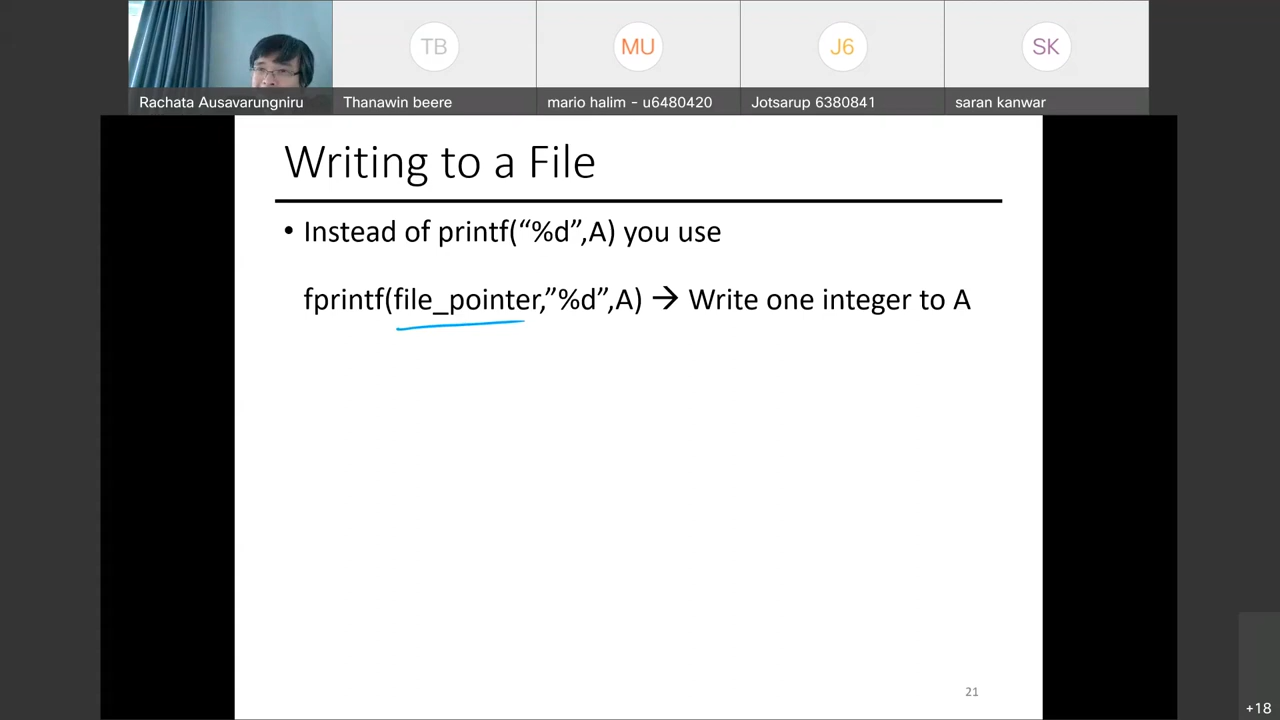 TB
MU
J6
SK
Rachata Ausavarungniru
Thanawin beere
mario halim - u6480420
Jotsarup 6380841
saran kanwar
Writing to a File
• Instead of printf(“%d”,A) you use
fprintf(file_pointer,”%d”,A) → Write one integer to A
21
+18